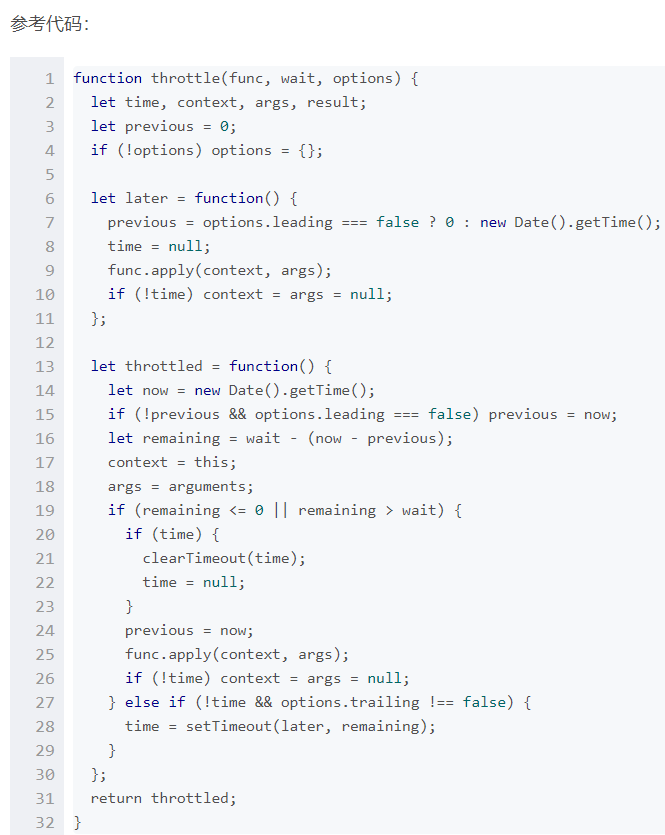 参考代码：
1 function throttle(func, wait, options) {
2   let time, context, args, result;
3   let previous = 0;
4   if (!options) options = {};
5
6   let later = function() {
7     previous = options.leading === false ? 0 : new Date().getTime();
8     time = null;
9     func.apply(context, args);
10     if (!time) context = args = null;
11   };
12
13   let throttled = function() {
14     let now = new Date().getTime();
15     if (!previous && options.leading === false) previous = now;
16     let remaining = wait - (now - previous);
17     context = this;
18     args = arguments;
19     if (remaining <= 0 || remaining > wait) {
20       if (time) {
21         clearTimeout(time);
22         time = null;
23       }
24       previous = now;
25       func.apply(context, args);
26       if (!time) context = args = null;
27     } else if (!time && options.trailing !== false) {
28       time = setTimeout(later, remaining);
29     }
30   };
31   return throttled;
32 }